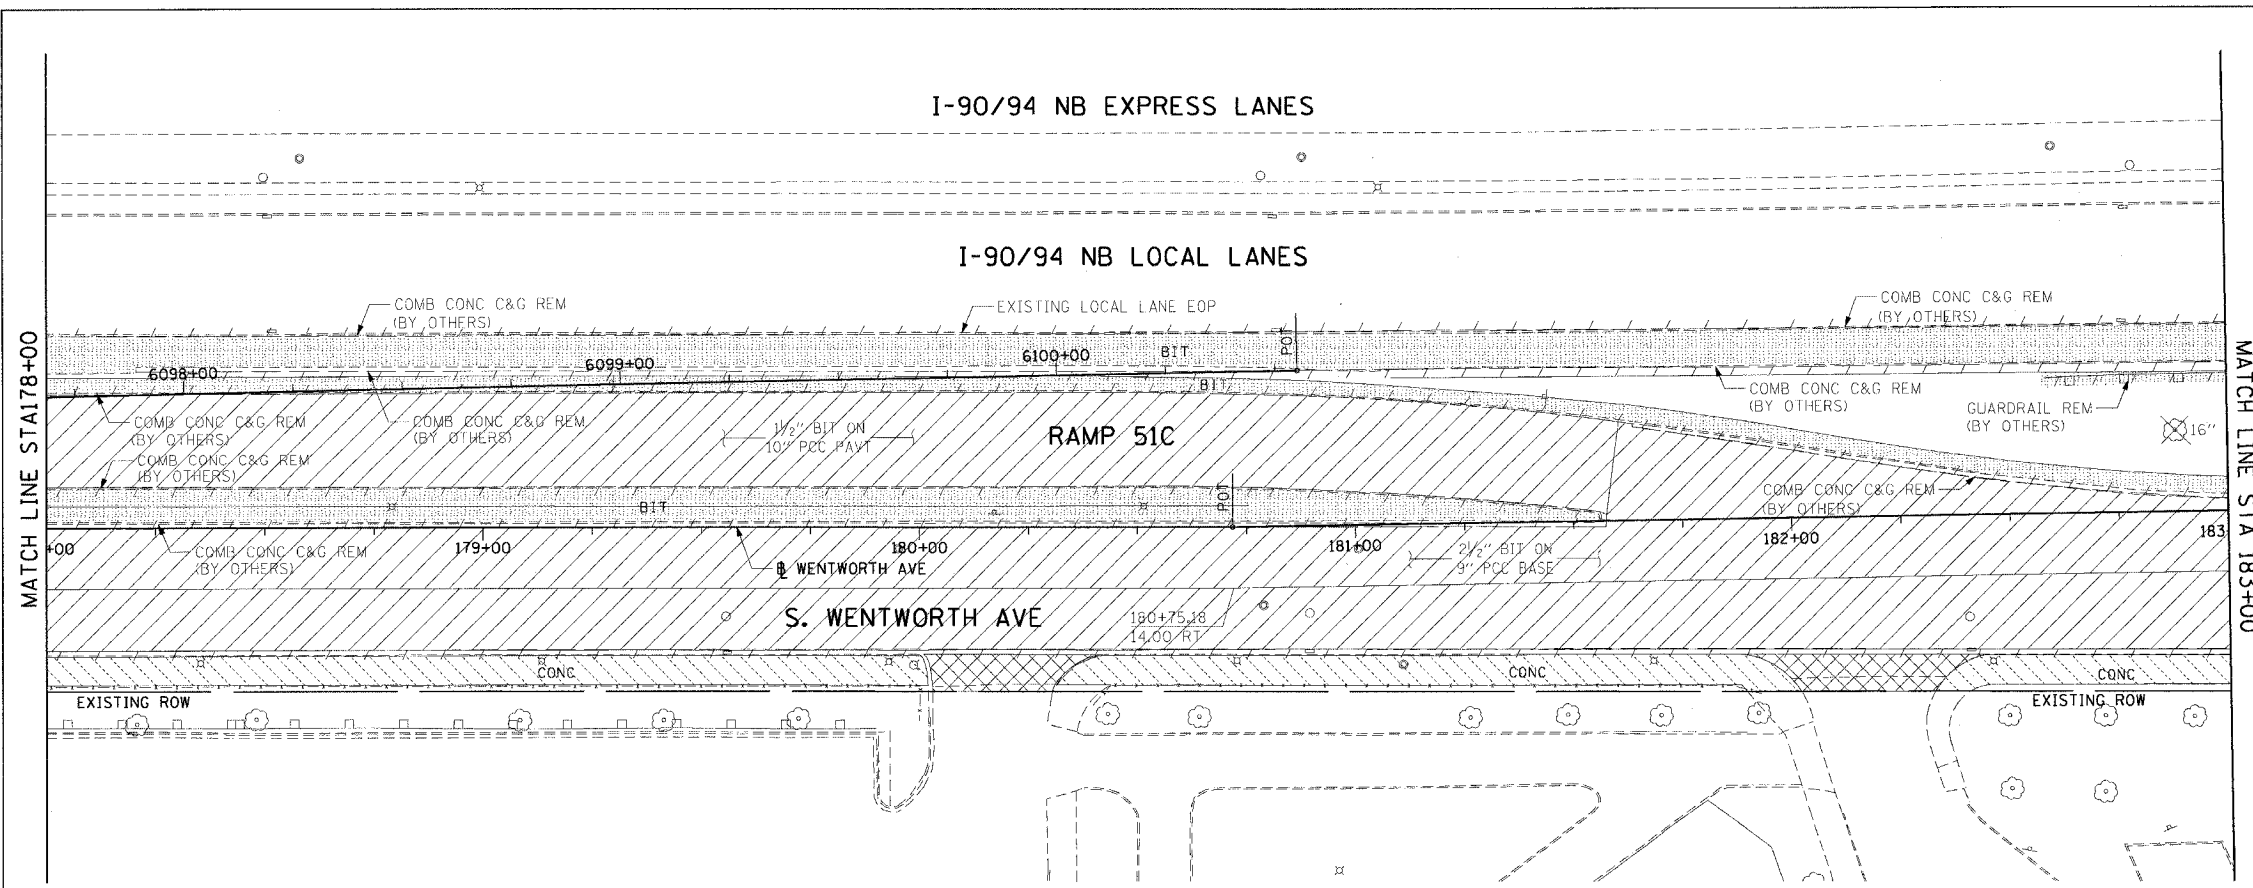 I-90/94 NB EXPRESS LANES
I-90/94 NB LOCAL LANES
COMB CONC C&G REM
(BY OTHERS)
EXISTING LOCAL LANE EOP
COMB CONC C&G REM
(BY OTHERS)
MATCH LINE STA178+00
6098+00
6099+00
6100+00
BIT
POT
BIT
COMB CONC C&G REM
(BY OTHERS)
COMB CONC C&G REM
(BY OTHERS)
1½" BIT ON
10" PCC PAVT
RAMP 51C
COMB CONC C&G REM
(BY OTHERS)
GUARDRAIL REM
(BY OTHERS)
16"
MATCH LINE STA 183+00
COMB CONC C&G REM
(BY OTHERS)
BIT
POT
COMB CONC C&G REM
(BY OTHERS)
+00
COMB CONC C&G REM
(BY OTHERS)
179+00
180+00
181+00
182+00
183
℄ WENTWORTH AVE
2½" BIT ON
9" PCC BASE
S. WENTWORTH AVE
180+75.18
14.00 RT
CONC
CONC
CONC
EXISTING ROW
EXISTING ROW